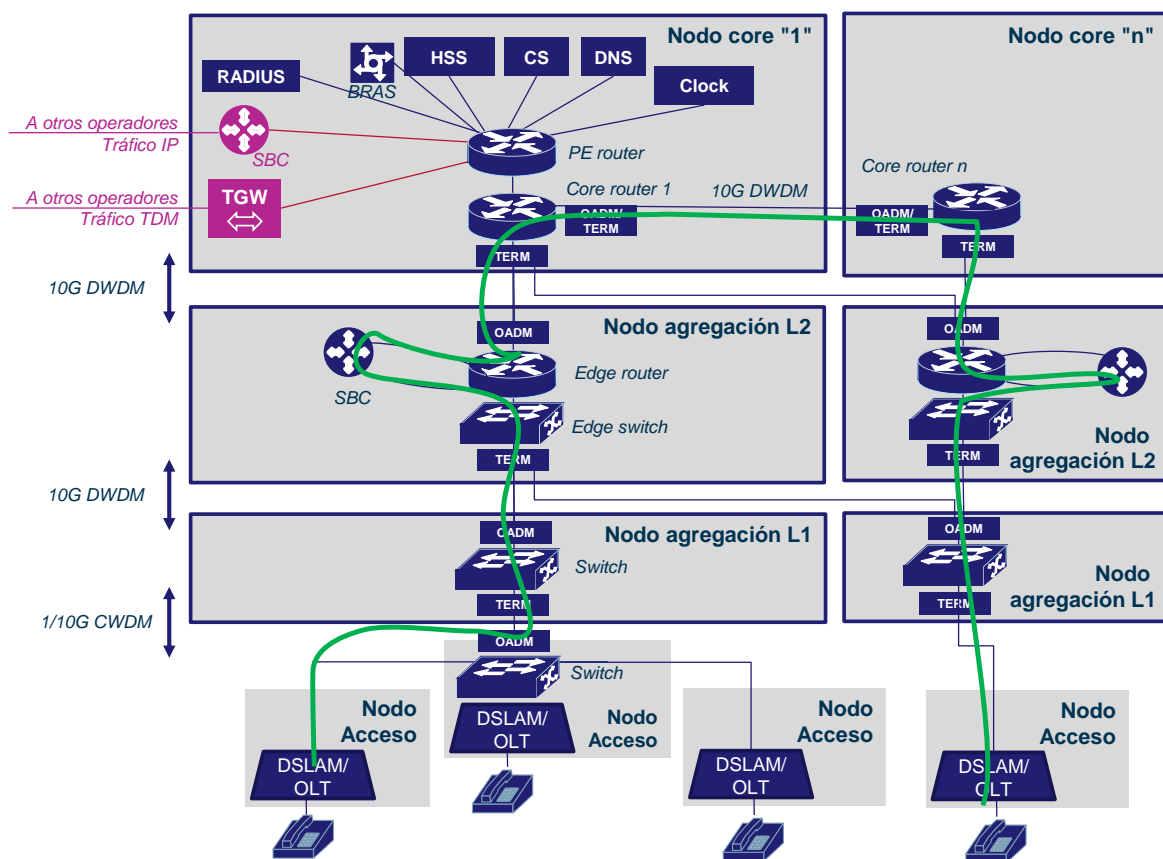 Nodo core "1"
Nodo core "n"
HSS
CS
DNS
RADIUS
BRAS
Clock
A otros operadores
Tráfico IP
SBC
PE router
A otros operadores
Tráfico TDM
TGW
Core router 1
10G DWDM
Core router n
OADM/
TERM
OADM/
TERM
TERM
TERM
10G DWDM
Nodo agregación L2
OADM
OADM
Edge router
SBC
Edge switch
TERM
TERM
Nodo
agregación L2
10G DWDM
Nodo agregación L1
OADM
OADM
Switch
TERM
TERM
Nodo
agregación L1
1/10G CWDM
OADM
Switch
Nodo
Acceso
DSLAM/
OLT
Nodo
Acceso
DSLAM/
OLT
Nodo
Acceso
DSLAM/
OLT
Nodo
Acceso
DSLAM/
OLT